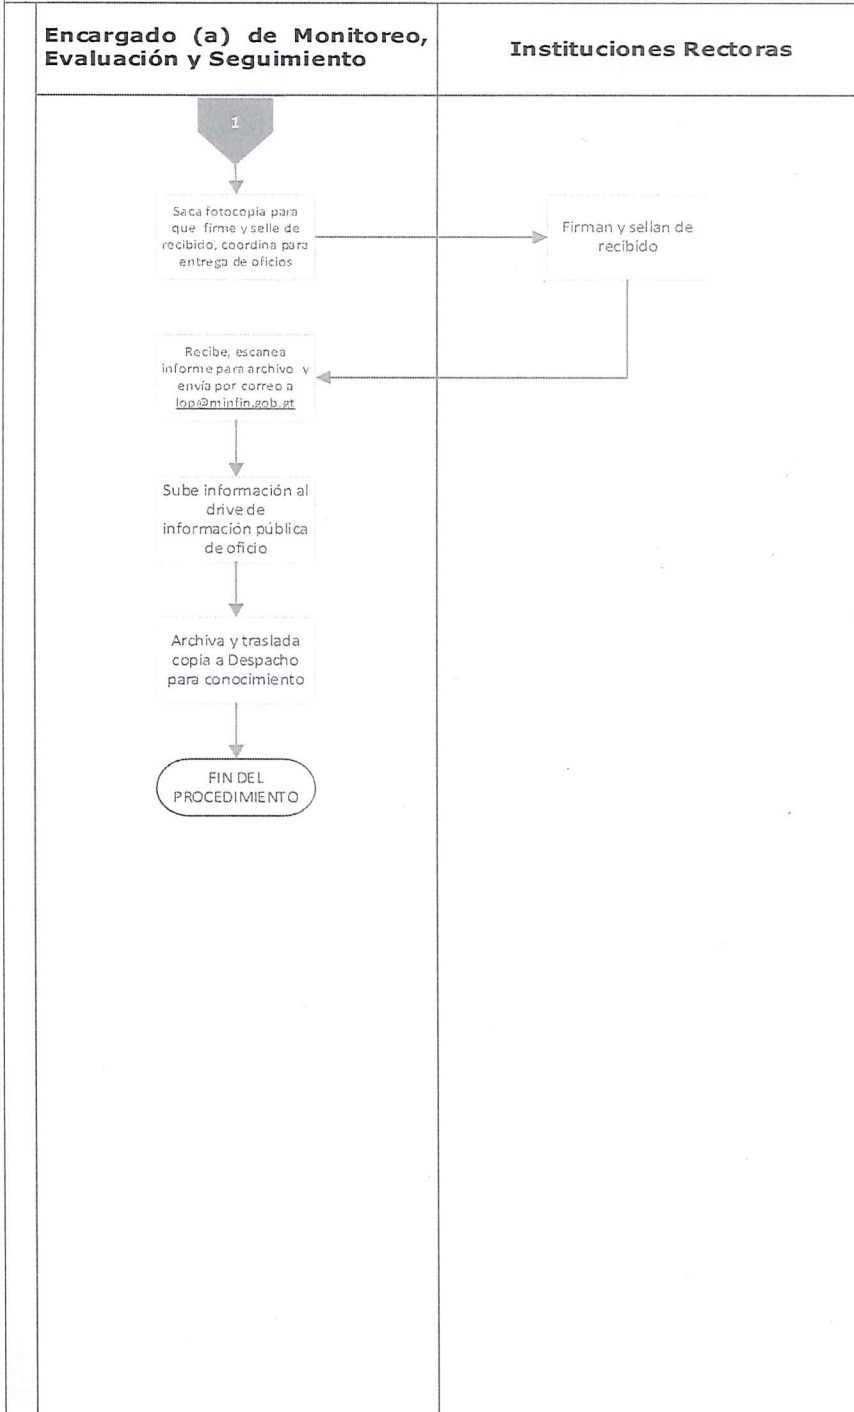 Encargado (a) de Monitoreo,
Evaluación y Seguimiento
Instituciones Rectoras
1
Saca fotocopia para
que firme y selle de
recibido, coordina para
entrega de oficios
Firman y sellan de
recibido
Recibe, escanea
informe para archivo y
envía por correo a
lop@minfin.gob.gt
Sube información al
drive de
información pública
de oficio
Archiva y traslada
copia a Despacho
para conocimiento
FIN DEL
PROCEDIMIENTO